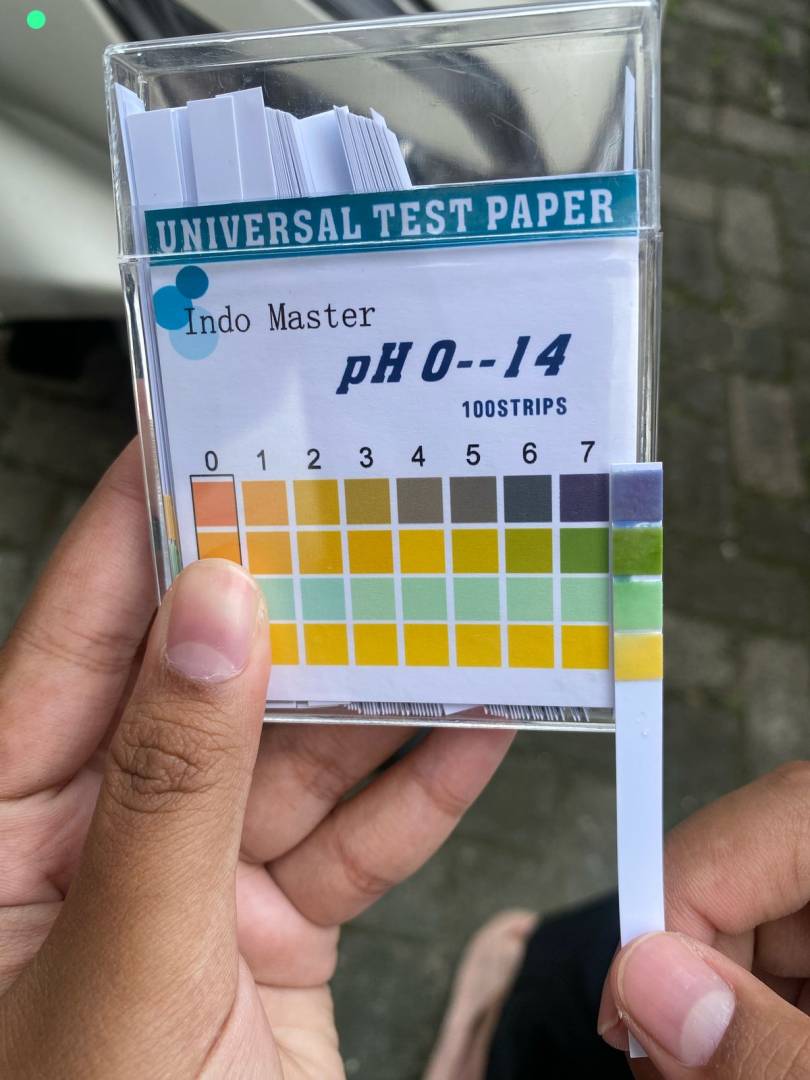 UNIVERSAL TEST PAPER
Indo Master
pH 0--14
100STRIPS
0 1 2 3 4 5 6 7